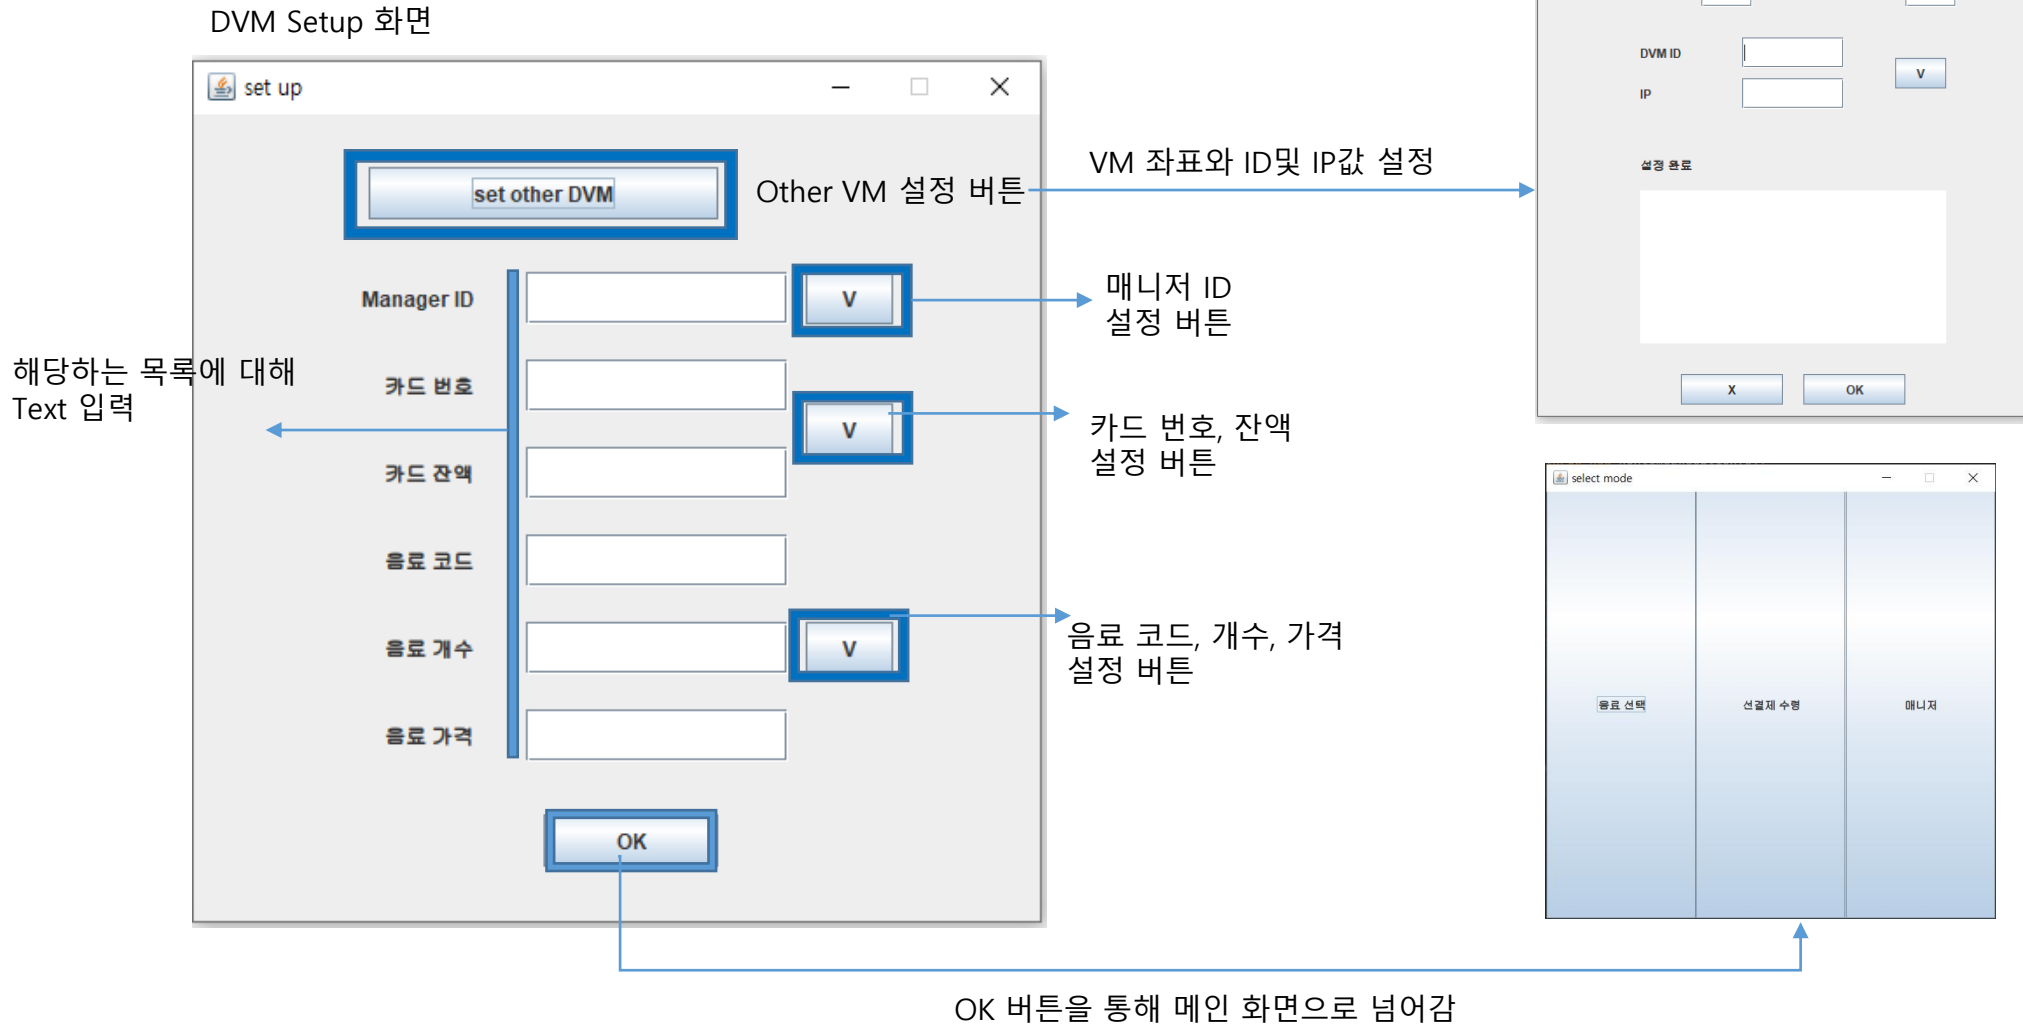 DVM Setup 화면
set up
set other DVM
Other VM 설정 버튼
VM 좌표와 ID및 IP값 설정
Manager ID
V
매니저 ID
설정 버튼
해당하는 목록에 대해
Text 입력
카드 번호
V
카드 번호, 잔액
설정 버튼
카드 잔액
음료 코드
음료 개수
V
음료 코드, 개수, 가격
설정 버튼
음료 가격
OK
OK 버튼을 통해 메인 화면으로 넘어감
DVM ID
V
IP
설정 완료
X
OK
select mode
음료 선택
선결제 수령
매니저